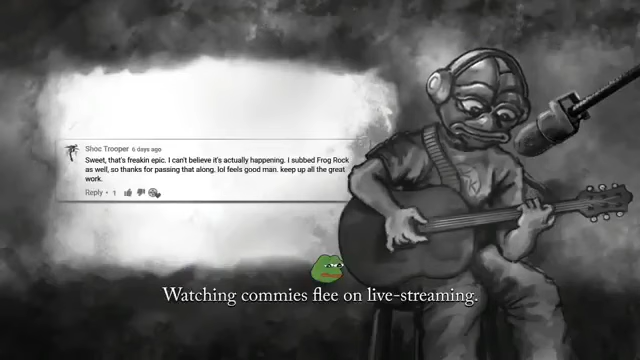 Shoc Trooper 6 days ago
Sweet, that's freakin epic. I can't believe it's actually happening. I subbed Frog Rock
as well, so thanks for passing that along. lol feels good man. keep up all the great
work.
Reply • 1
Watching commies flee on live-streaming.